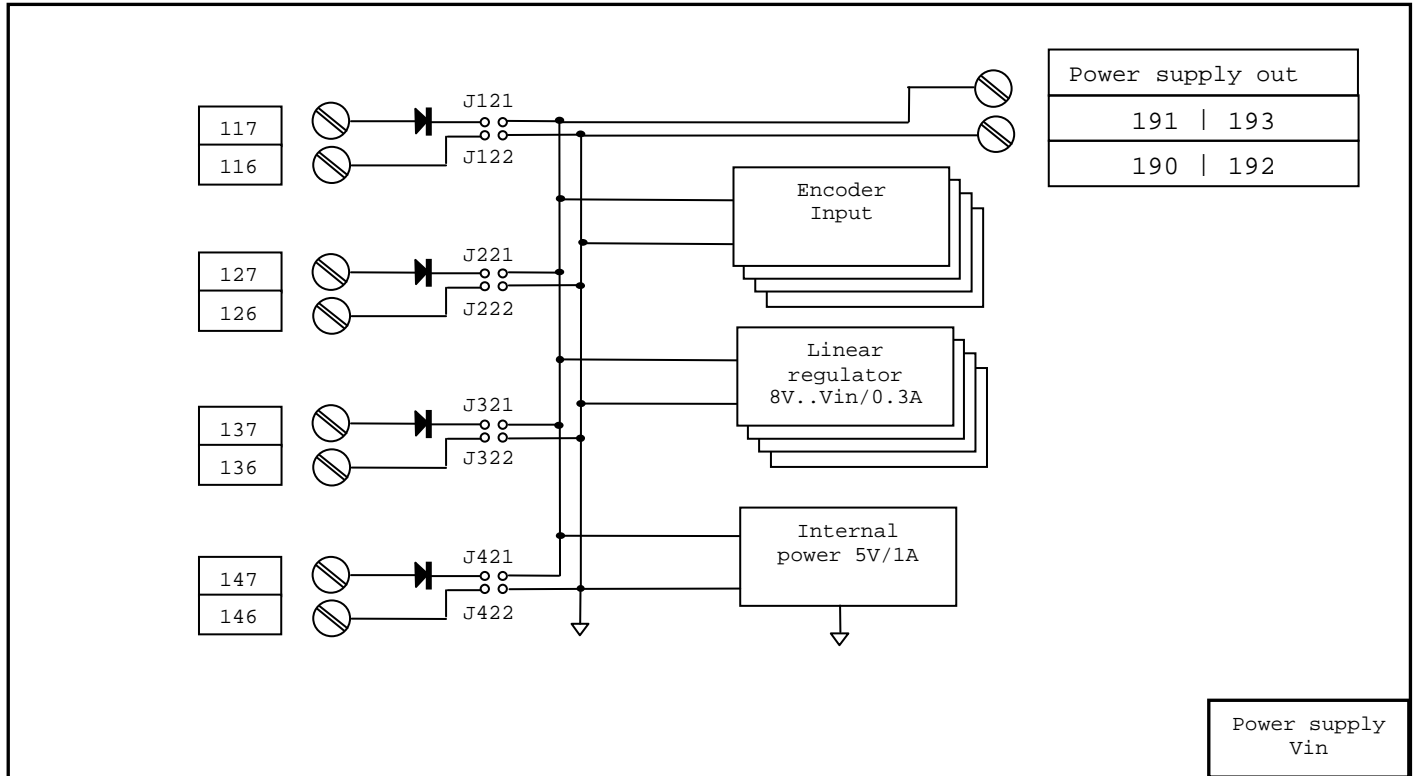 J121
Power supply out
117
191 | 193
116
J122
190 | 192
Encoder
Input
J221
127
126
J222
Linear
regulator
8V..Vin/0.3A
J321
137
136
J322
Internal
power 5V/1A
J421
147
146
J422
Power supply
Vin